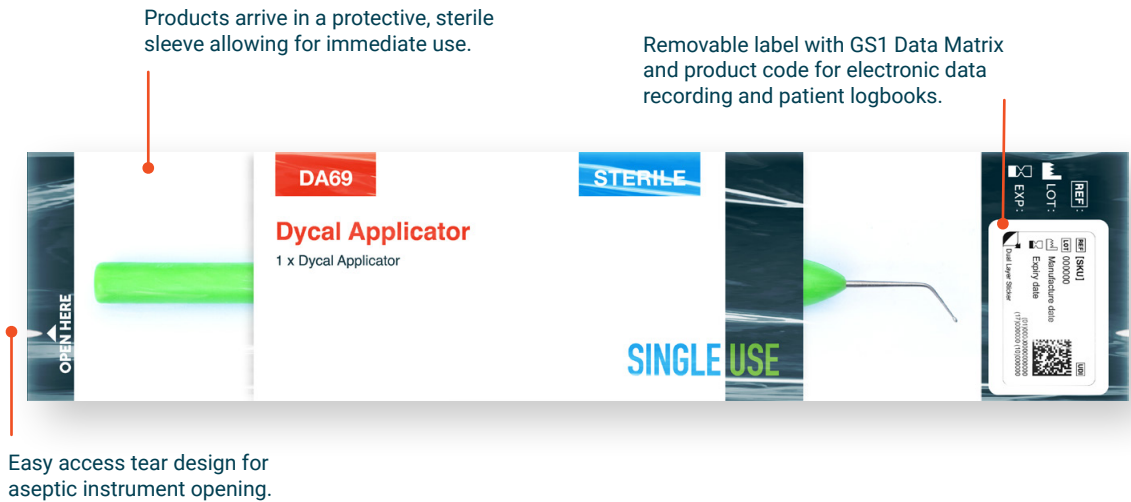 Products arrive in a protective, sterile
sleeve allowing for immediate use.
Removable label with GS1 Data Matrix
and product code for electronic data
recording and patient logbooks.
OPEN HERE
DA69
Dycal Applicator
1 x Dycal Applicator
STERILE
SINGLE USE
REF :
LOT :
EXP :
REF [SKU]
LOT 000000
Manufacture date
Expiry date
Dual Layer Sticker
UDI
Easy access tear design for
aseptic instrument opening.